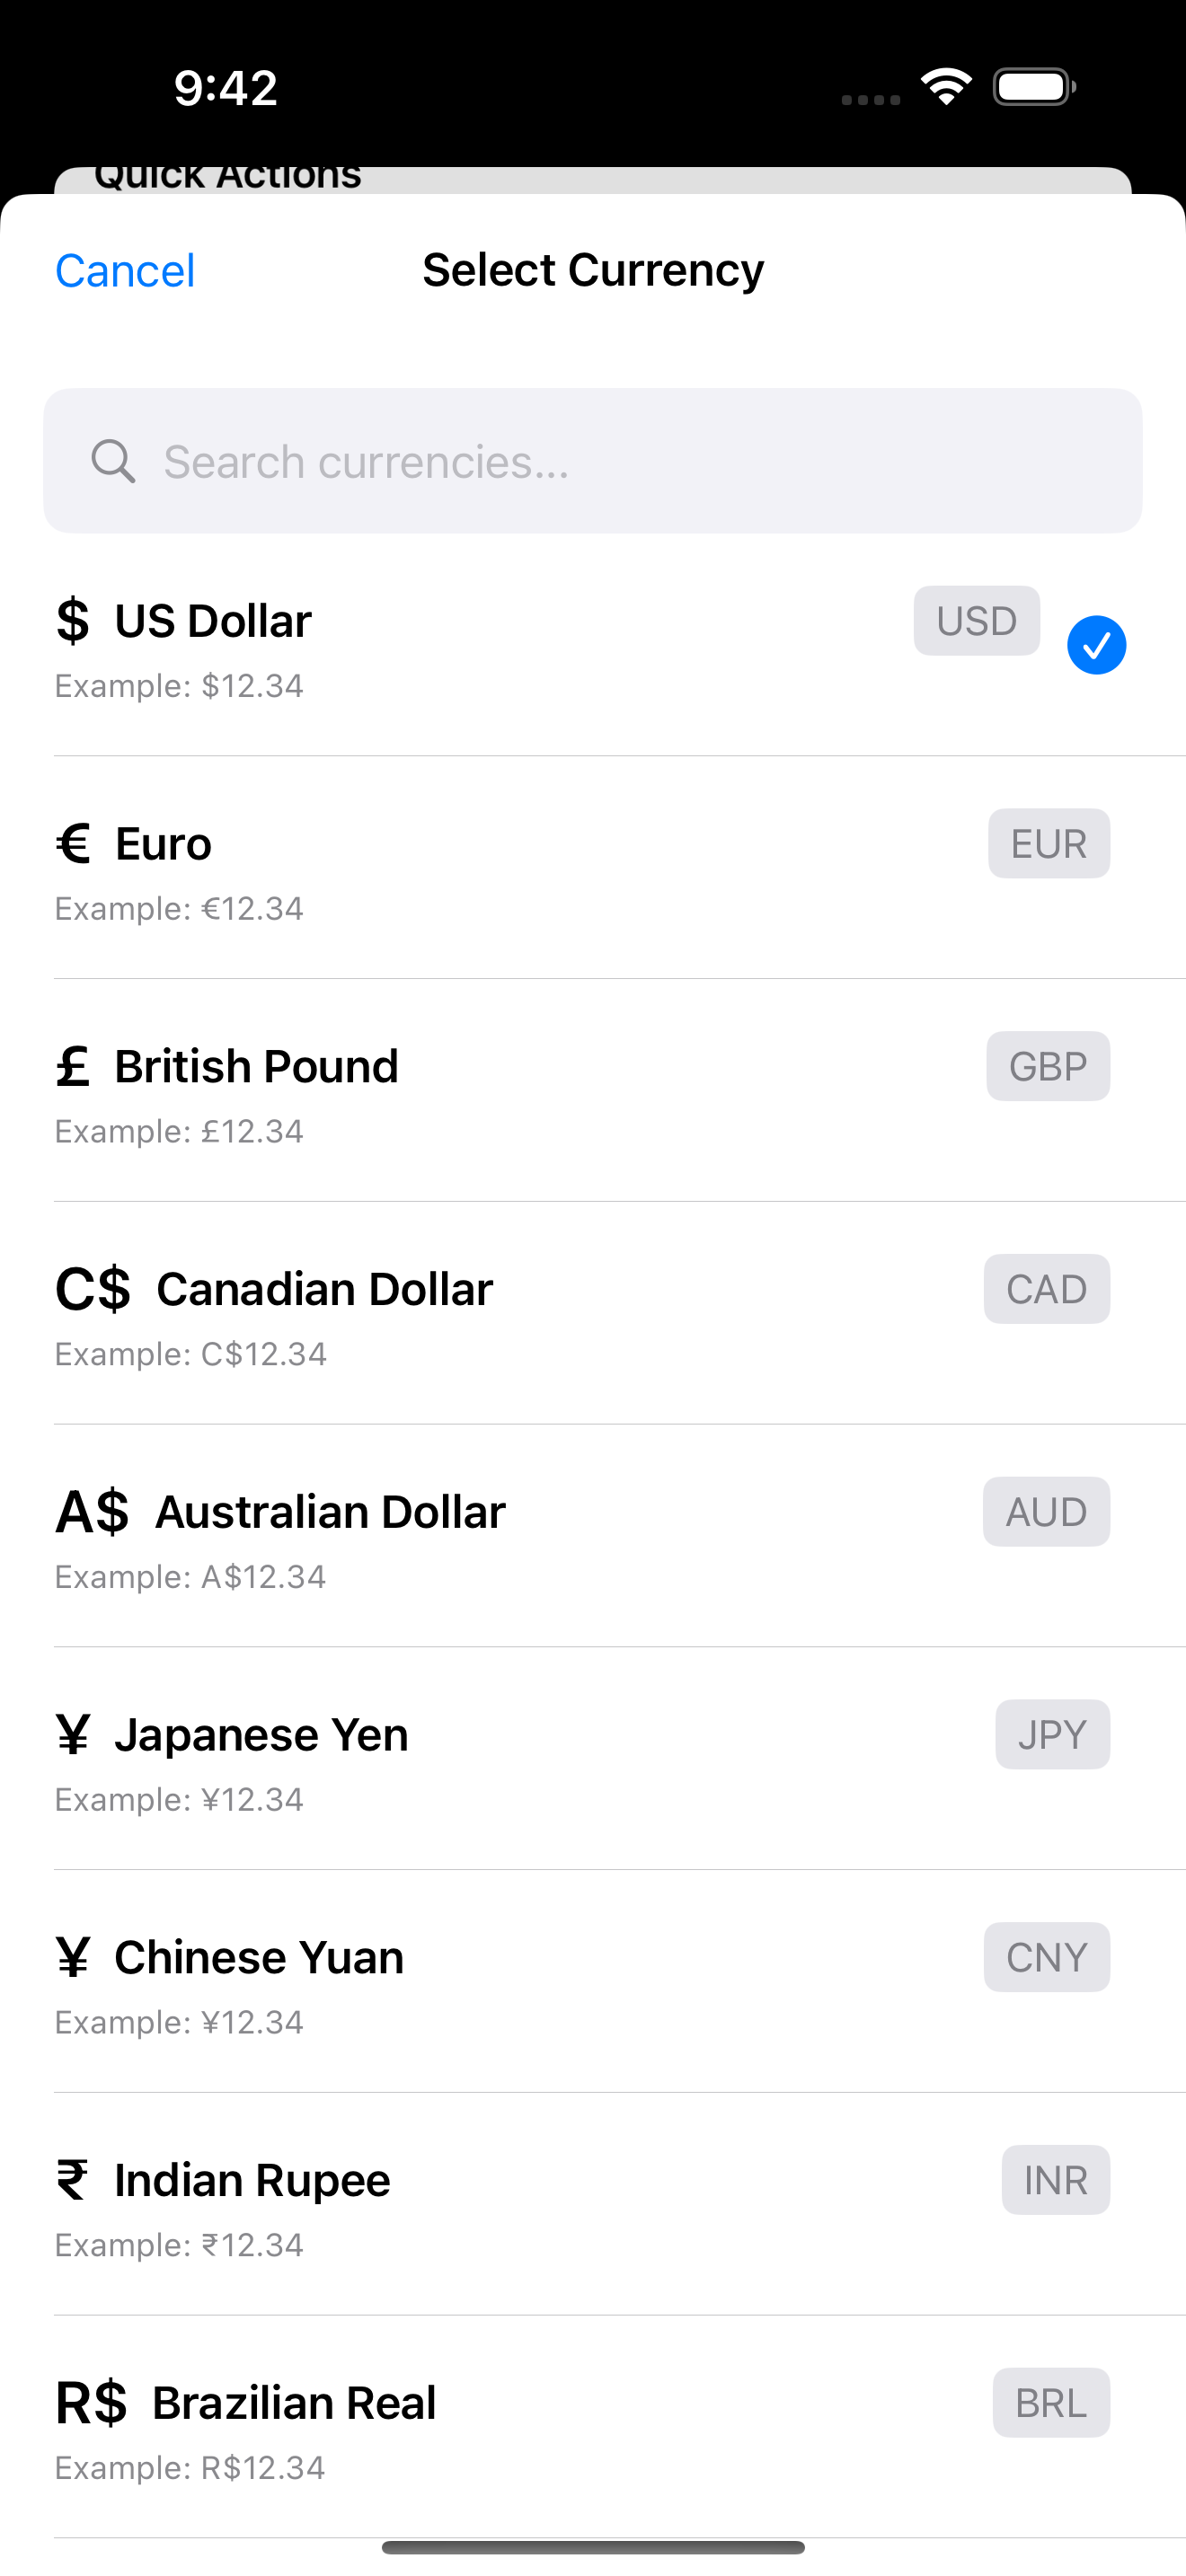 9:42
Quick Actions
Cancel
Select Currency
Search currencies...
$ US Dollar USD
Example: $12.34
€ Euro EUR
Example: €12.34
£ British Pound GBP
Example: £12.34
C$ Canadian Dollar CAD
Example: C$12.34
A$ Australian Dollar AUD
Example: A$12.34
¥ Japanese Yen JPY
Example: ¥12.34
¥ Chinese Yuan CNY
Example: ¥12.34
₹ Indian Rupee INR
Example: ₹12.34
R$ Brazilian Real BRL
Example: R$12.34